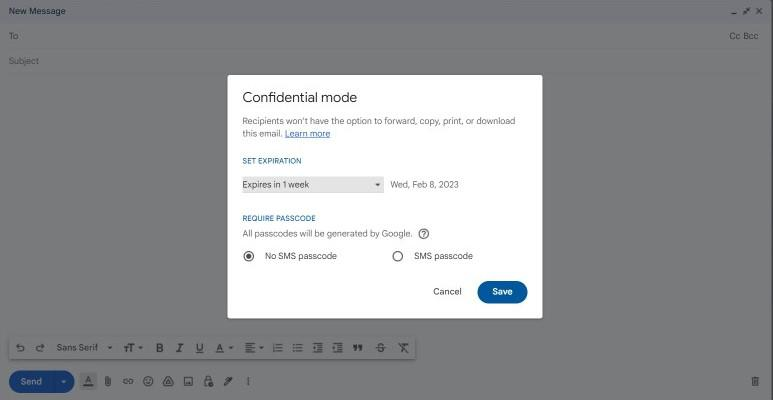 New Message
To
Cc Bcc
Subject
Confidential mode
Recipients won't have the option to forward, copy, print, or download
this email. Learn more
SET EXPIRATION
Expires in 1 week
Wed, Feb 8, 2023
REQUIRE PASSCODE
All passcodes will be generated by Google.
No SMS passcode
SMS passcode
Cancel
Save
Sans Serif
Send